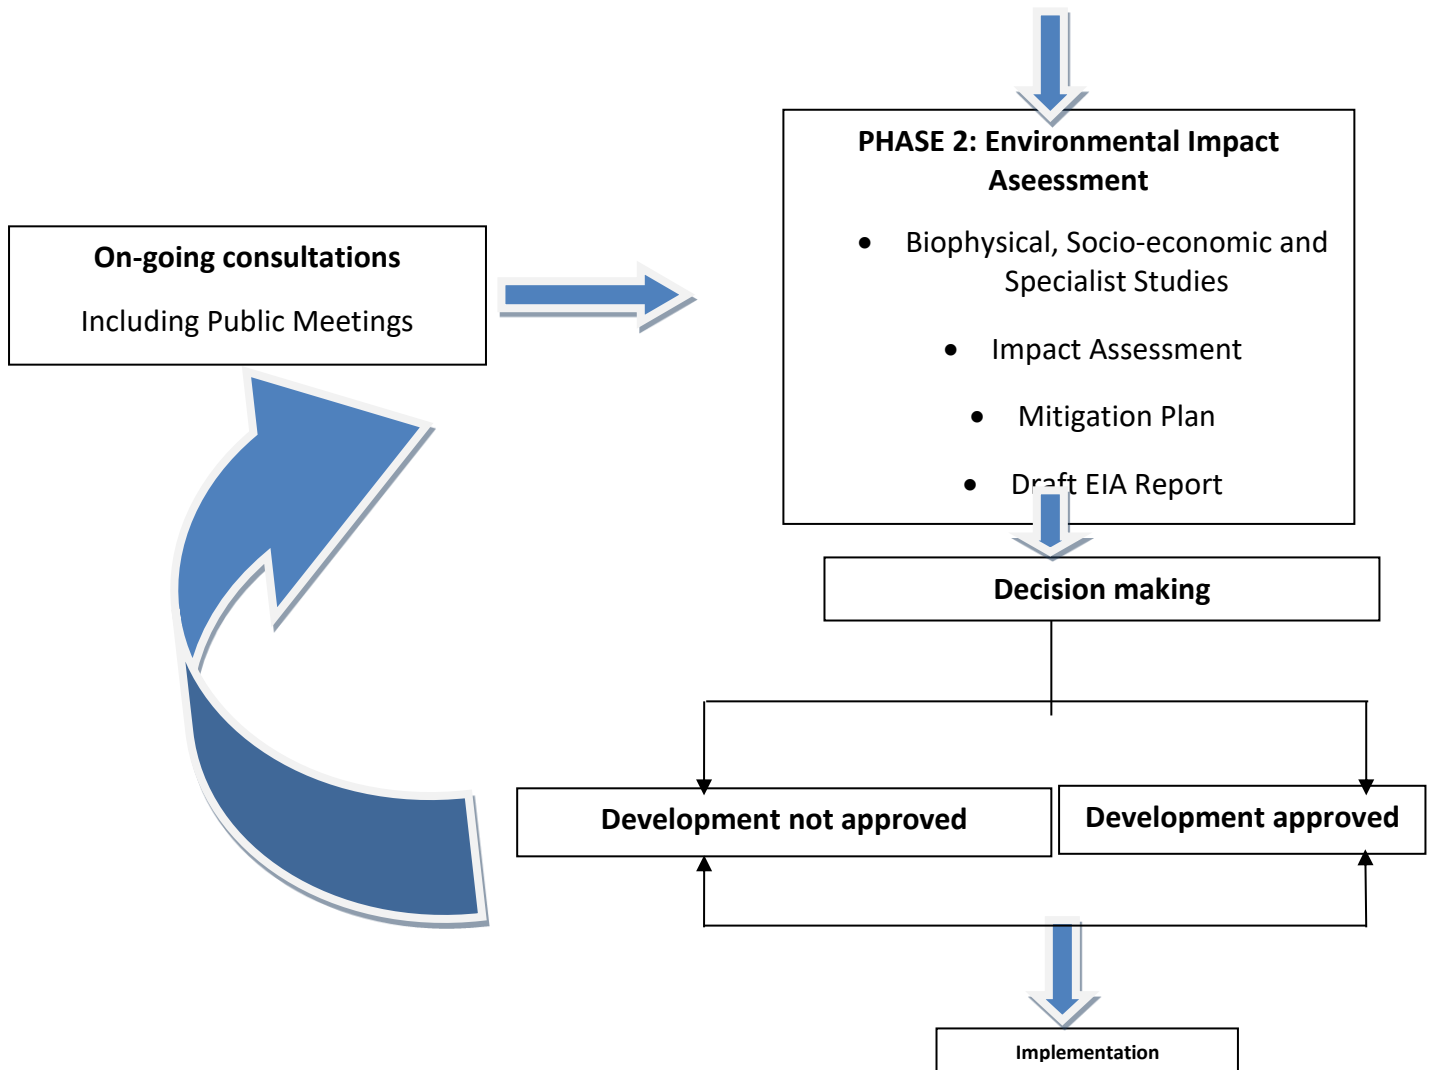 PHASE 2: Environmental Impact
Aseessment
• Biophysical, Socio-economic and
Specialist Studies
• Impact Assessment
• Mitigation Plan
• Draft EIA Report
On-going consultations
Including Public Meetings
Decision making
Development not approved
Development approved
Implementation